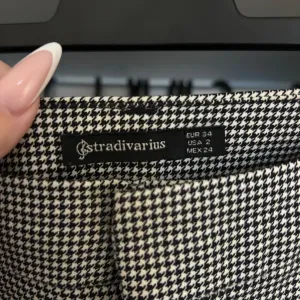 stradivarius
EUR 34
USA 2
MEX 24